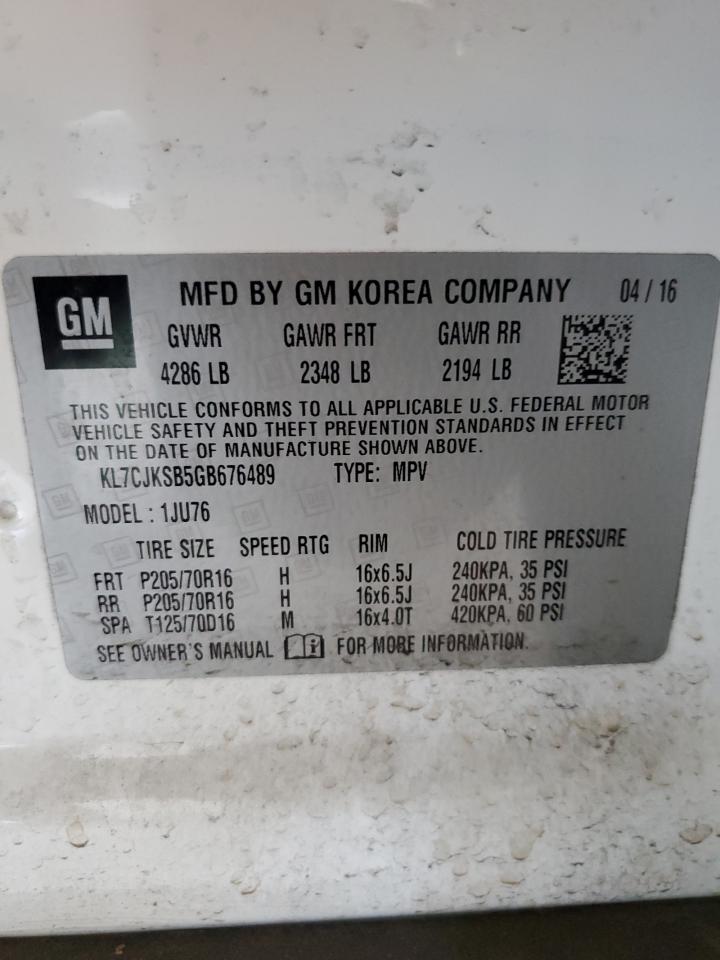 GM MFD BY GM KOREA COMPANY 04 / 16
GVWR GAWR FRT GAWR RR
4286 LB 2348 LB 2194 LB
THIS VEHICLE CONFORMS TO ALL APPLICABLE U.S. FEDERAL MOTOR
VEHICLE SAFETY AND THEFT PREVENTION STANDARDS IN EFFECT
ON THE DATE OF MANUFACTURE SHOWN ABOVE.
KL7CJKSB5GB676489 TYPE: MPV
MODEL : 1JU76
TIRE SIZE SPEED RTG RIM COLD TIRE PRESSURE
FRT P205/70R16 H 16x6.5J 240KPA, 35 PSI
RR P205/70R16 H 16x6.5J 240KPA, 35 PSI
SPA T125/70D16 M 16x4.0T 420KPA, 60 PSI
SEE OWNER'S MANUAL i FOR MORE INFORMATION.